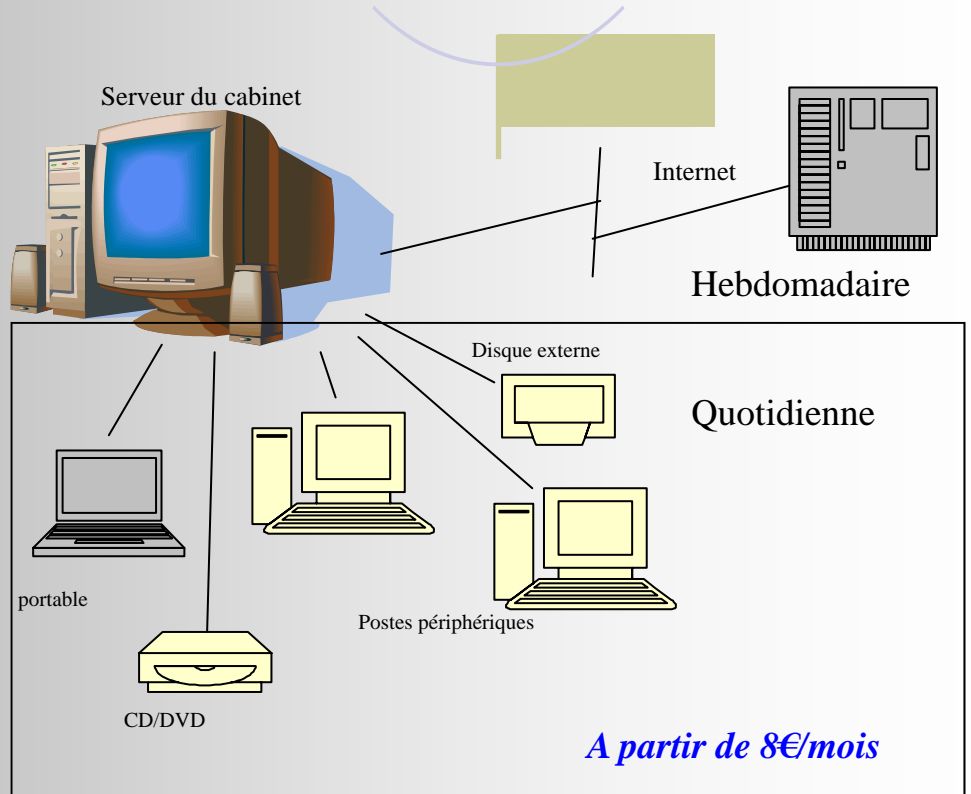 Serveur du cabinet
Internet
Hebdomadaire
Disque externe
Quotidienne
portable
Postes périphériques
CD/DVD
A partir de 8€/mois